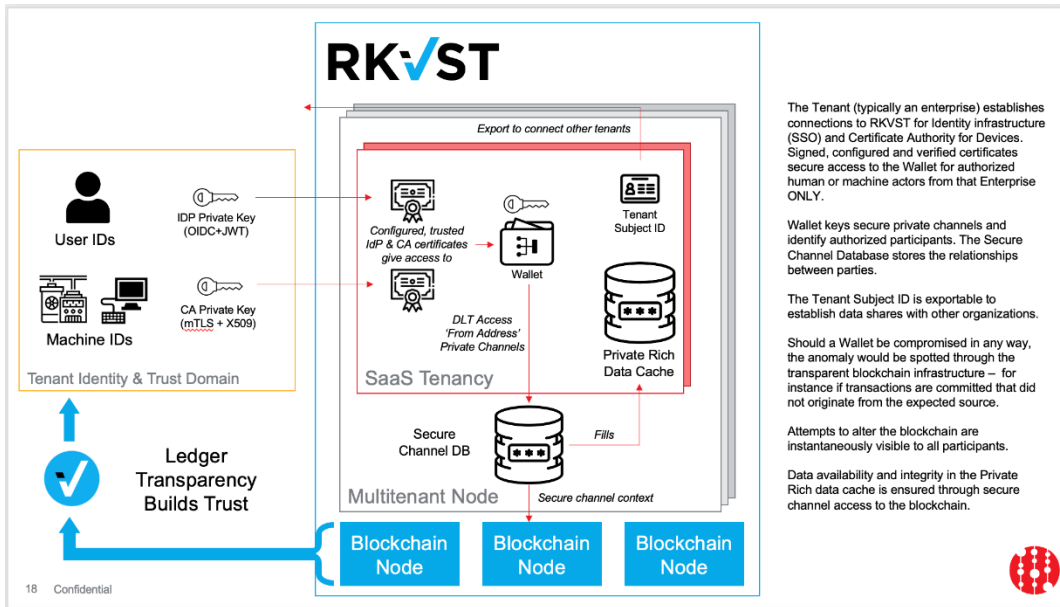 RKVST
Export to connect other tenants
IDP Private Key
(OIDC+JWT)
User IDs
CA Private Key
(mTLS + X509)
Machine IDs
Tenant Identity & Trust Domain
Configured, trusted
IdP & CA certificates
give access to
Wallet
Tenant
Subject ID
DLT Access
‘From Address’
Private Channels
Private Rich
Data Cache
SaaS Tenancy
Secure
Channel DB
***
***
Fills
Multitenant Node
Secure channel context
Ledger
Transparency
Builds Trust
Blockchain
Node
Blockchain
Node
Blockchain
Node
The Tenant (typically an enterprise) establishes
connections to RKVST for Identity infrastructure
(SSO) and Certificate Authority for Devices.
Signed, configured and verified certificates
secure access to the Wallet for authorized
human or machine actors from that Enterprise
ONLY.
Wallet keys secure private channels and
identify authorized participants. The Secure
Channel Database stores the relationships
between parties.
The Tenant Subject ID is exportable to
establish data shares with other organizations.
Should a Wallet be compromised in any way,
the anomaly would be spotted through the
transparent blockchain infrastructure – for
instance if transactions are committed that did
not originate from the expected source.
Attempts to alter the blockchain are
instantaneously visible to all participants.
Data availability and integrity in the Private
Rich data cache is ensured through secure
channel access to the blockchain.
18 Confidential